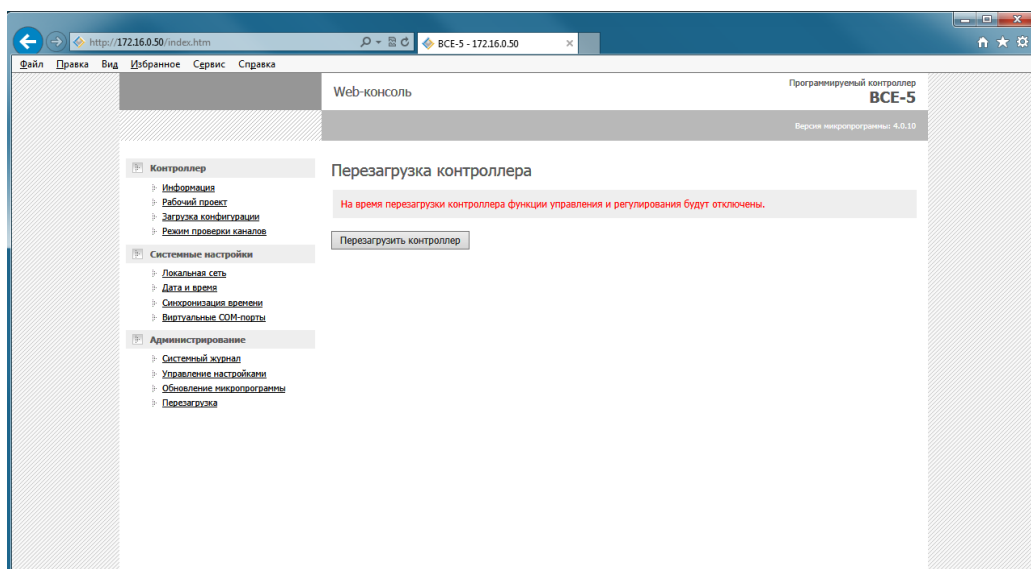 http://172.16.0.50/index.htm
BCE-5 - 172.16.0.50
Файл Правка Вид Избранное Сервис Справка
Web-консоль
Программируемый контроллер
BCE-5
Версия микропрограммы: 4.0.10
Контроллер
Информация
Рабочий проект
Загрузка конфигурации
Режим проверки каналов
Системные настройки
Локальная сеть
Дата и время
Синхронизация времени
Виртуальные COM-порты
Администрирование
Системный журнал
Управление настройками
Обновление микропрограммы
Перезагрузка
Перезагрузка контроллера
На время перезагрузки контроллера функции управления и регулирования будут отключены.
Перезагрузить контроллер